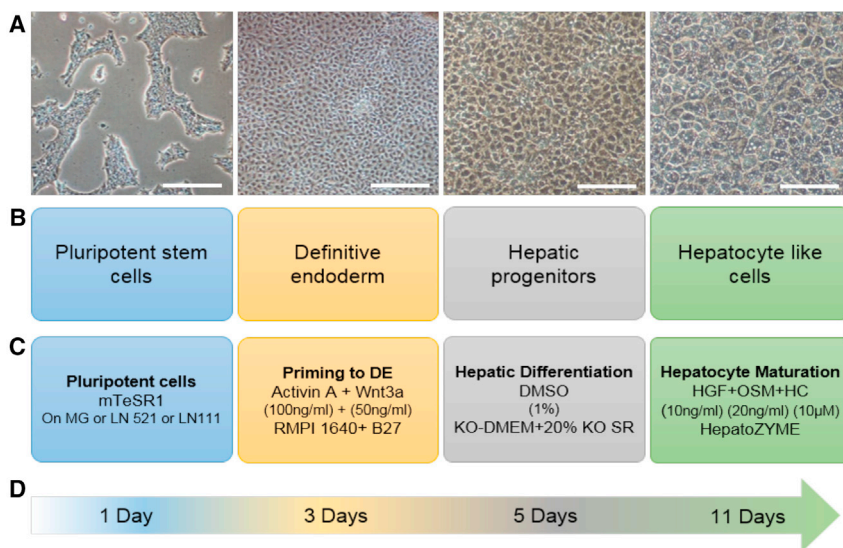 A
B
Pluripotent stem
cells
Definitive
endoderm
Hepatic
progenitors
Hepatocyte like
cells
C
Pluripotent cells
mTeSR1
On MG or LN 521 or LN111
Priming to DE
Activin A + Wnt3a
(100ng/ml) + (50ng/ml)
RMPI 1640+ B27
Hepatic Differentiation
DMSO
(1%)
KO-DMEM+20% KO SR
Hepatocyte Maturation
HGF+OSM+HC
(10ng/ml) (20ng/ml) (10µM)
HepatoZYME
D
1 Day
3 Days
5 Days
11 Days